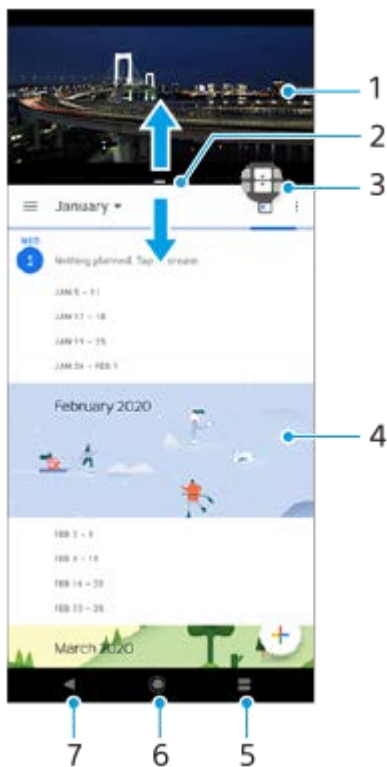 1
2
3
January
WED
1
Nothing planned. Tap to create.
JAN 5 – 11
JAN 12 – 18
JAN 19 – 25
JAN 26 – FEB 1
February 2020
4
FEB 2 – 8
FEB 9 – 15
FEB 16 – 22
FEB 23 – 29
March 2020
7
6
5